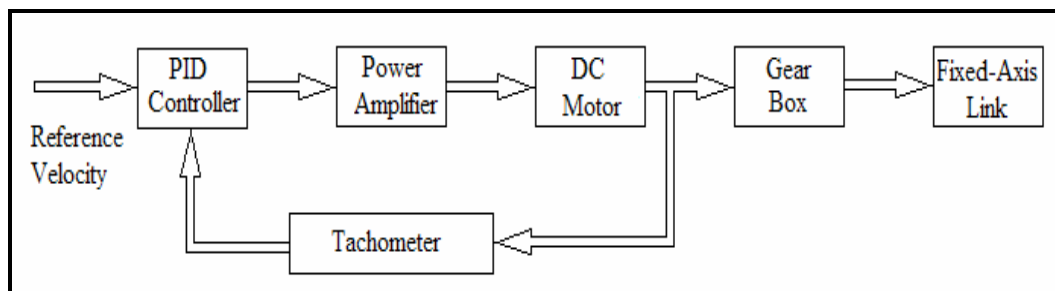 PID
Controller
Power
Amplifier
DC
Motor
Gear
Box
Fixed-Axis
Link
Reference
Velocity
Tachometer